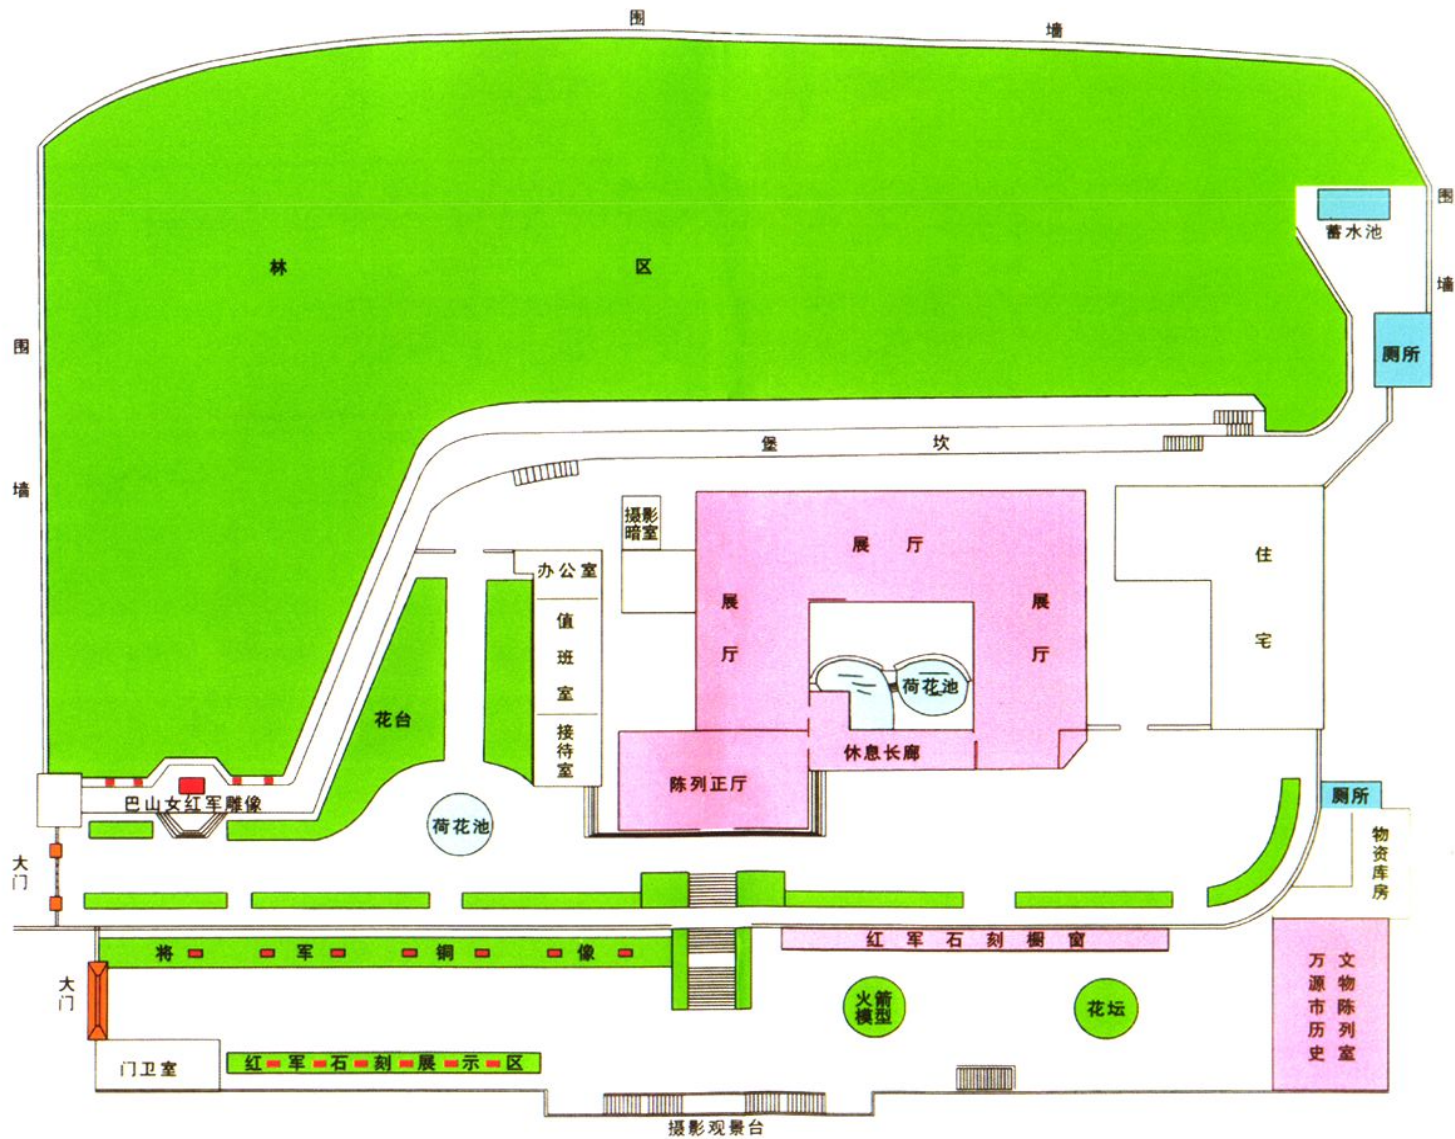 围 墙
围 墙
蓄水池
林 区
围 墙
厕所
堡 坎
摄影
暗室
展 厅
展 厅
展 厅
住 宅
办公室
值班室
接待室
荷花池
花台
休息长廊
陈列正厅
巴山女红军雕像
荷花池
厕所
物资库房
大门
将 军 铜 像
红 军 石 刻 橱 窗
大门
火箭
模型
花坛
万源市历史
文物陈列室
门卫室
红 军 石 刻 展 示 区
摄影观景台